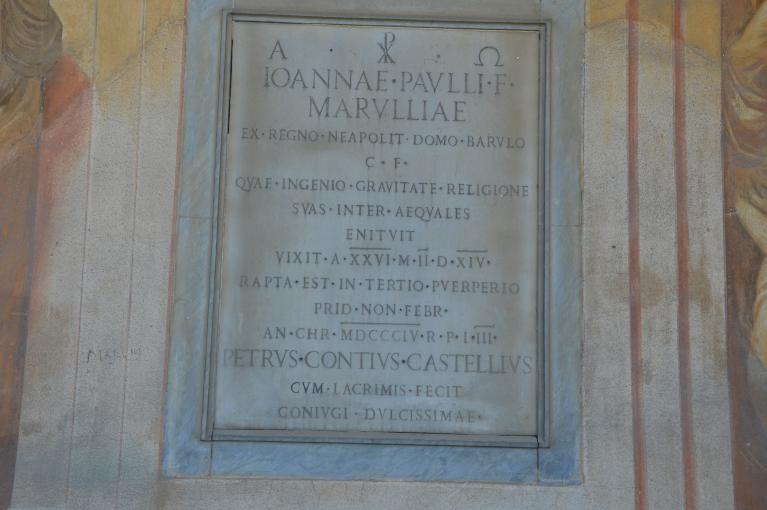 Α ☧ Ω
IOANNAE·PAVLLI·F·
MARVLLIAE
EX·REGNO·NEAPOLIT·DOMO·BARVLO
C·F·
QVAE·INGENIO·GRAVITATE·RELIGIONE
SVAS·INTER·AEQVALES
ENITVIT
VIXIT·A·XXVI·M·II·D·XIV·
RAPTA·EST·IN·TERTIO·PVERPERIO
PRID·NON·FEBR·
AN·CHR·MDCCCIV·R·P·I·III·
PETRVS·CONTIVS·CASTELLIVS
CVM·LACRIMIS·FECIT
CONIVGI·DVLCISSIMAE·